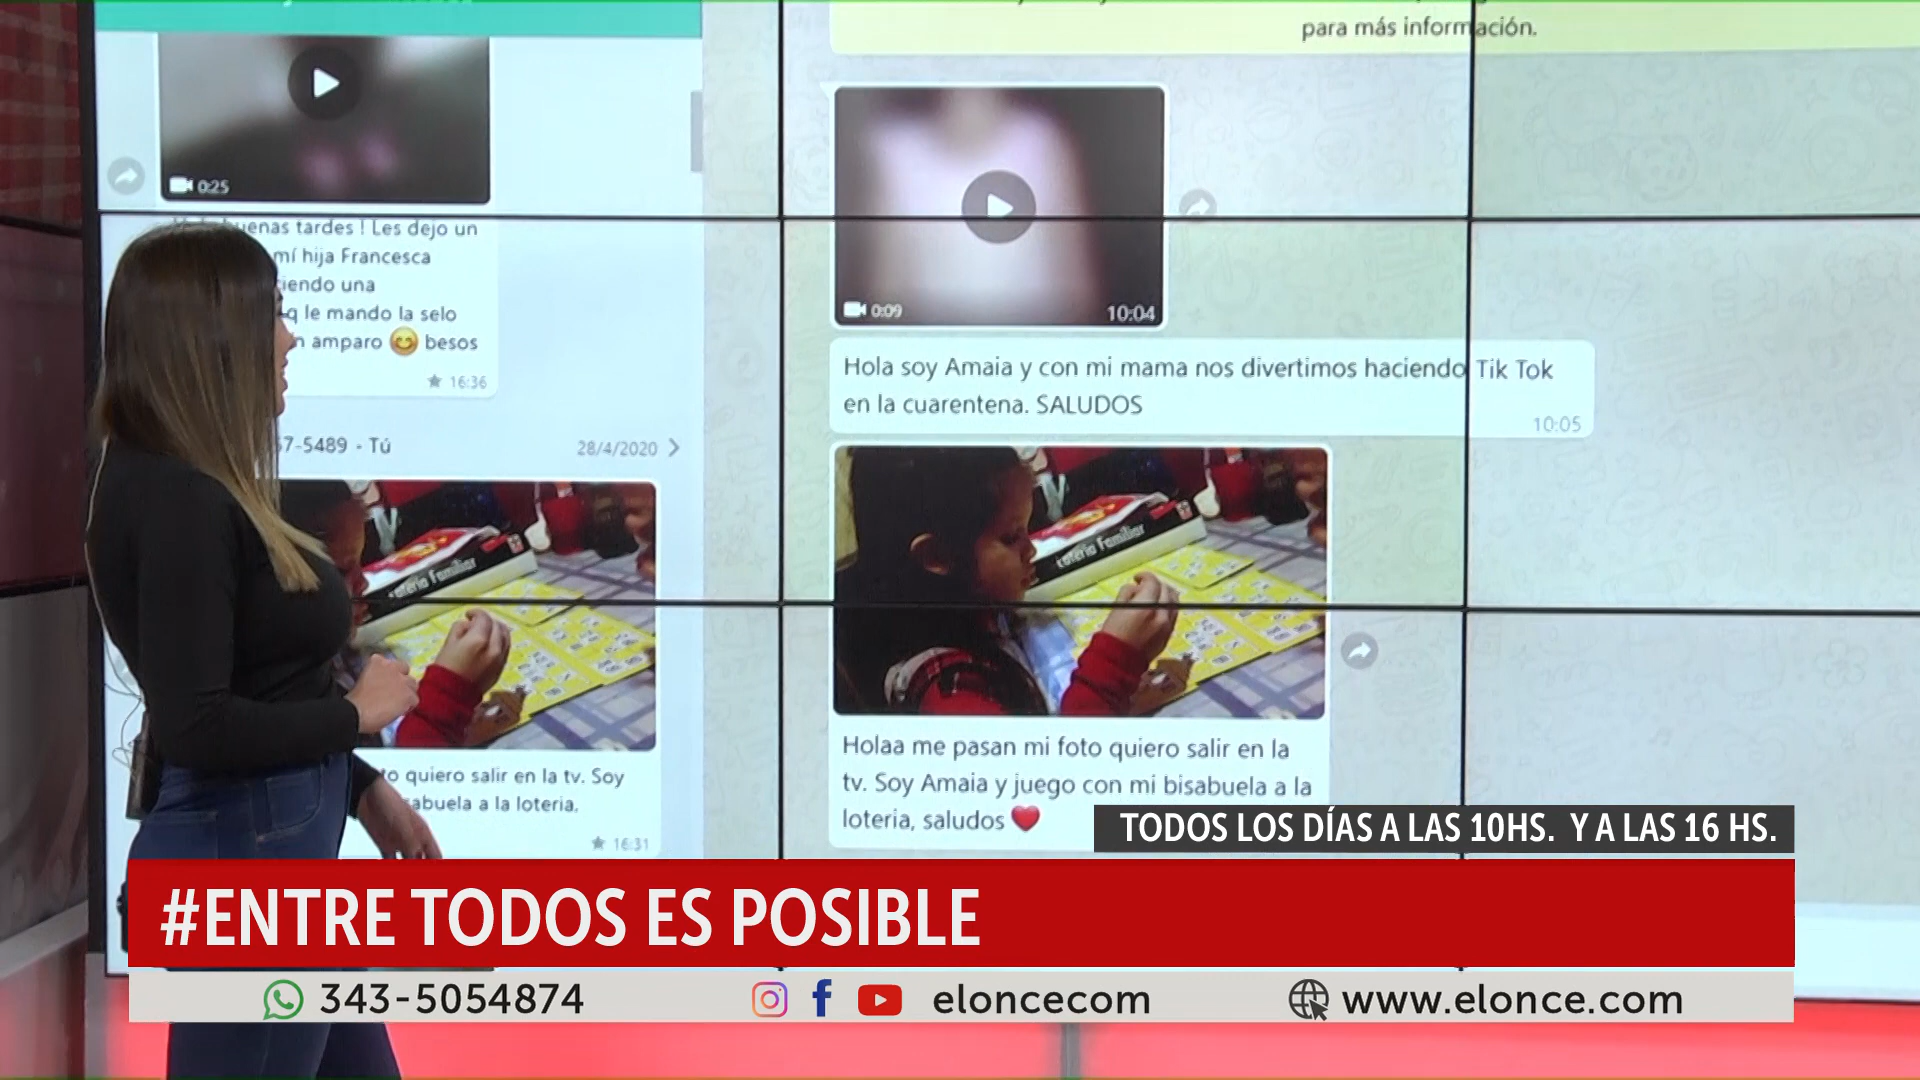 para más información.
0:25
buenas tardes ! Les dejo un
mí hija Francesca
iendo una
q le mando la selo
n amparo 😊 besos
16:36
7-5489 - Tú
28/4/2020
Loteria Familiar
to quiero salir en la tv. Soy
sabuela a la loteria,
16:31
0:09
10:04
Hola soy Amaia y con mi mama nos divertimos haciendo Tik Tok
en la cuarentena. SALUDOS
10:05
Loteria Familiar
Holaa me pasan mi foto quiero salir en la
tv. Soy Amaia y juego con mi bisabuela a la
loteria, saludos ❤
TODOS LOS DÍAS A LAS 10HS. Y A LAS 16 HS.
#ENTRE TODOS ES POSIBLE
343-5054874
eloncecom
www.elonce.com